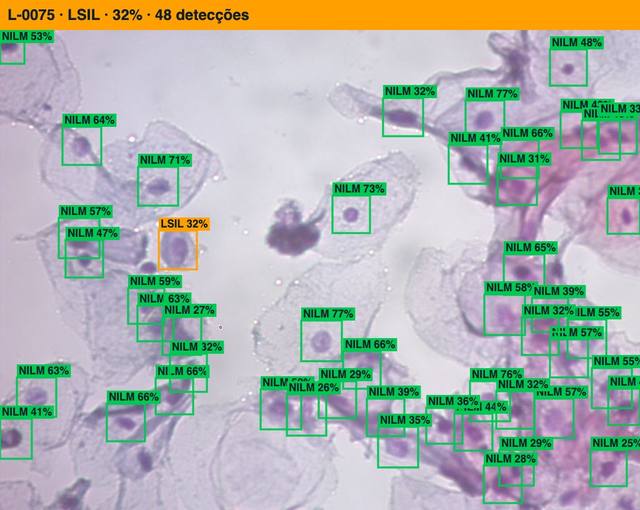 L-0075 · LSIL · 32% · 48 detecções
NILM 53%
NILM 48%
NILM 32%
NILM 77%
NILM 64%
NILM 41%
NILM 66%
NILM 71%
NILM 31%
NILM 73%
NILM 57%
LSIL 32%
NILM 47%
NILM 65%
NILM 59%
NILM 58%
NILM 39%
NILM 63%
NILM 27%
NILM 32%
NILM 55%
NILM 77%
NILM 57%
NILM 66%
NILM 32%
NILM 55%
NILM 63%
NILM 66%
NILM 29%
NILM 76%
NILM 26%
NILM 32%
NILM 57%
NILM 66%
NILM 39%
NILM 36%
NILM 41%
NILM 44%
NILM 35%
NILM 29%
NILM 25%
NILM 28%